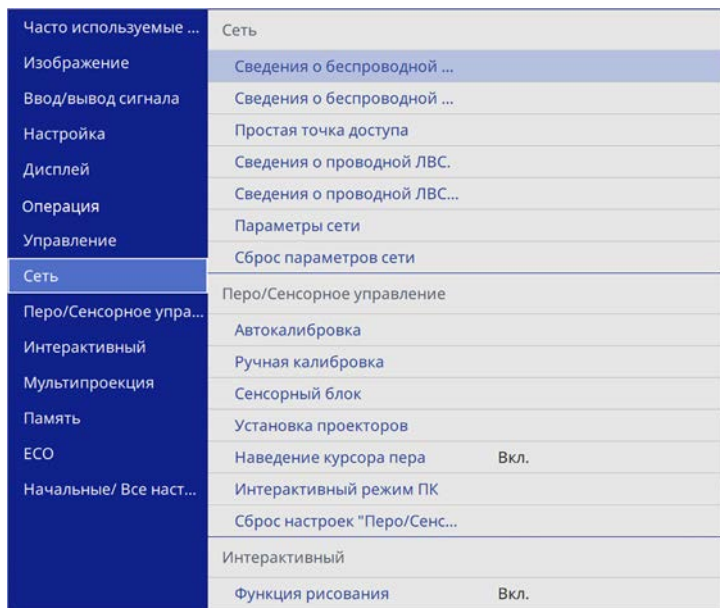 Часто используемые ...
Изображение
Ввод/вывод сигнала
Настройка
Дисплей
Операция
Управление
Сеть
Перо/Сенсорное упра...
Интерактивный
Мультипроекция
Память
ECO
Начальные/ Все наст...
Сеть
Сведения о беспроводной ...
Сведения о беспроводной ...
Простая точка доступа
Сведения о проводной ЛВС.
Сведения о проводной ЛВС...
Параметры сети
Сброс параметров сети
Перо/Сенсорное управление
Автокалибровка
Ручная калибровка
Сенсорный блок
Установка проекторов
Наведение курсора пера Вкл.
Интерактивный режим ПК
Сброс настроек "Перо/Сенс...
Интерактивный
Функция рисования Вкл.